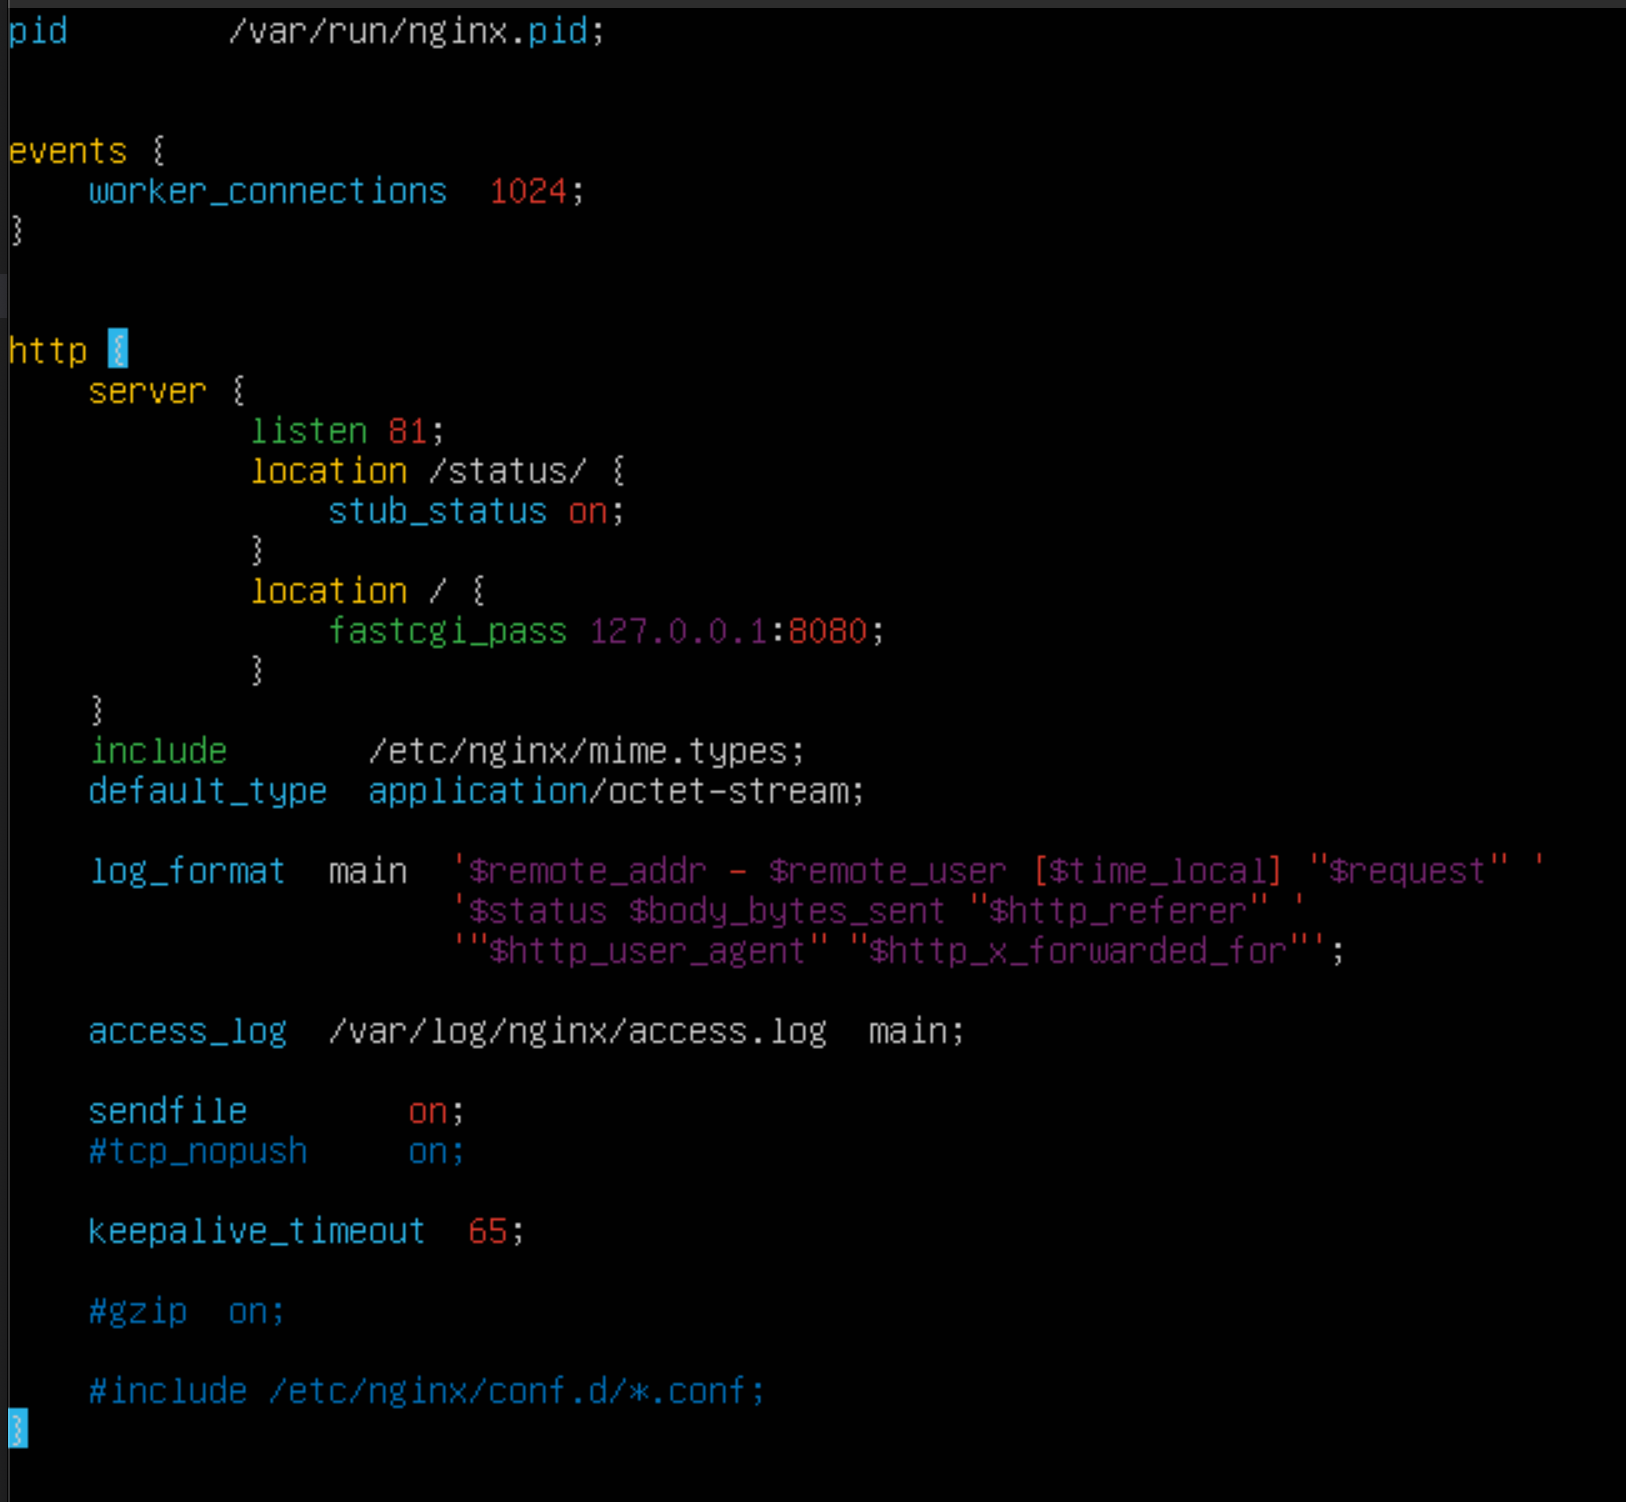 pid        /var/run/nginx.pid;
events {
    worker_connections  1024;
}
http {
    server {
            listen 81;
            location /status/ {
                stub_status on;
            }
            location / {
                fastcgi_pass 127.0.0.1:8080;
            }
    }
    include       /etc/nginx/mime.types;
    default_type  application/octet-stream;
    log_format  main  '$remote_addr - $remote_user [$time_local] "$request" '
                      '$status $body_bytes_sent "$http_referer" '
                      '"$http_user_agent" "$http_x_forwarded_for"';
    access_log  /var/log/nginx/access.log  main;
    sendfile        on;
    #tcp_nopush     on;
    keepalive_timeout  65;
    #gzip  on;
    #include /etc/nginx/conf.d/*.conf;
}